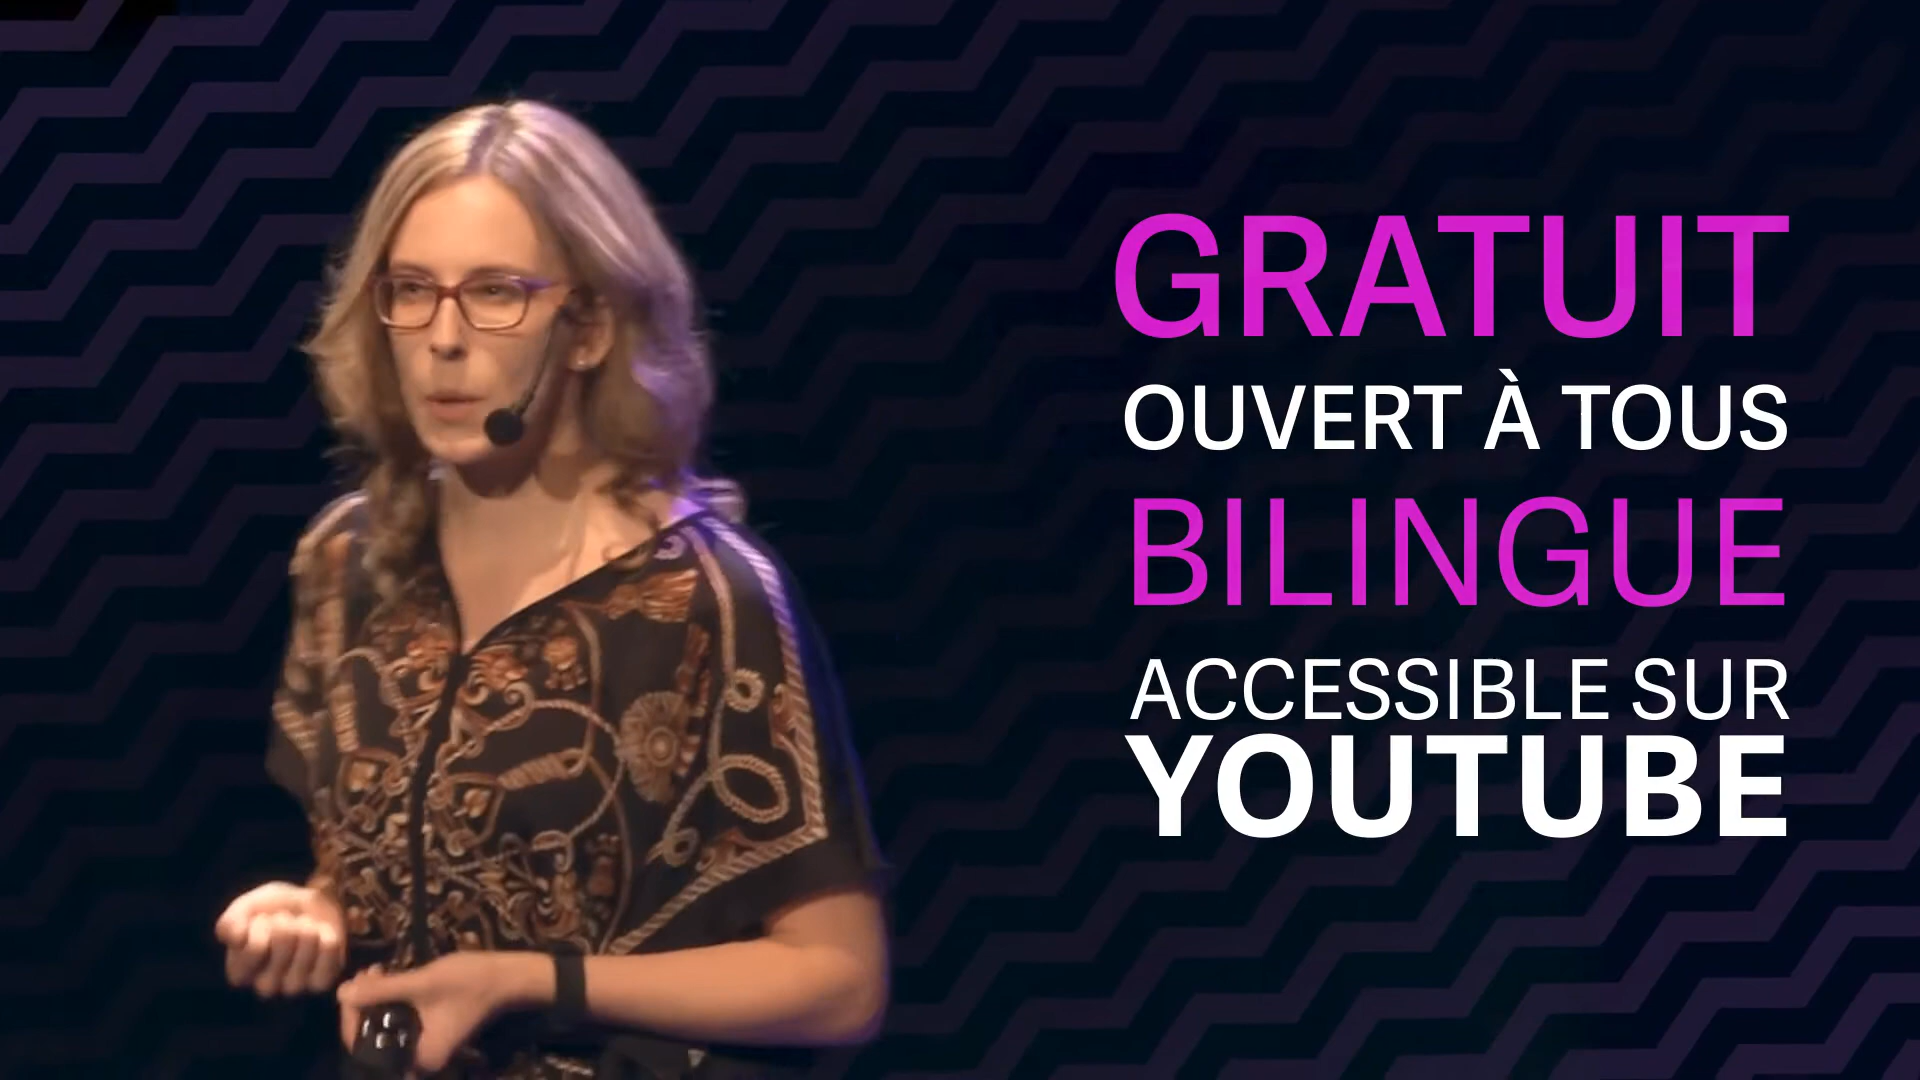 GRATUIT
OUVERT À TOUS
BILINGUE
ACCESSIBLE SUR
YOUTUBE